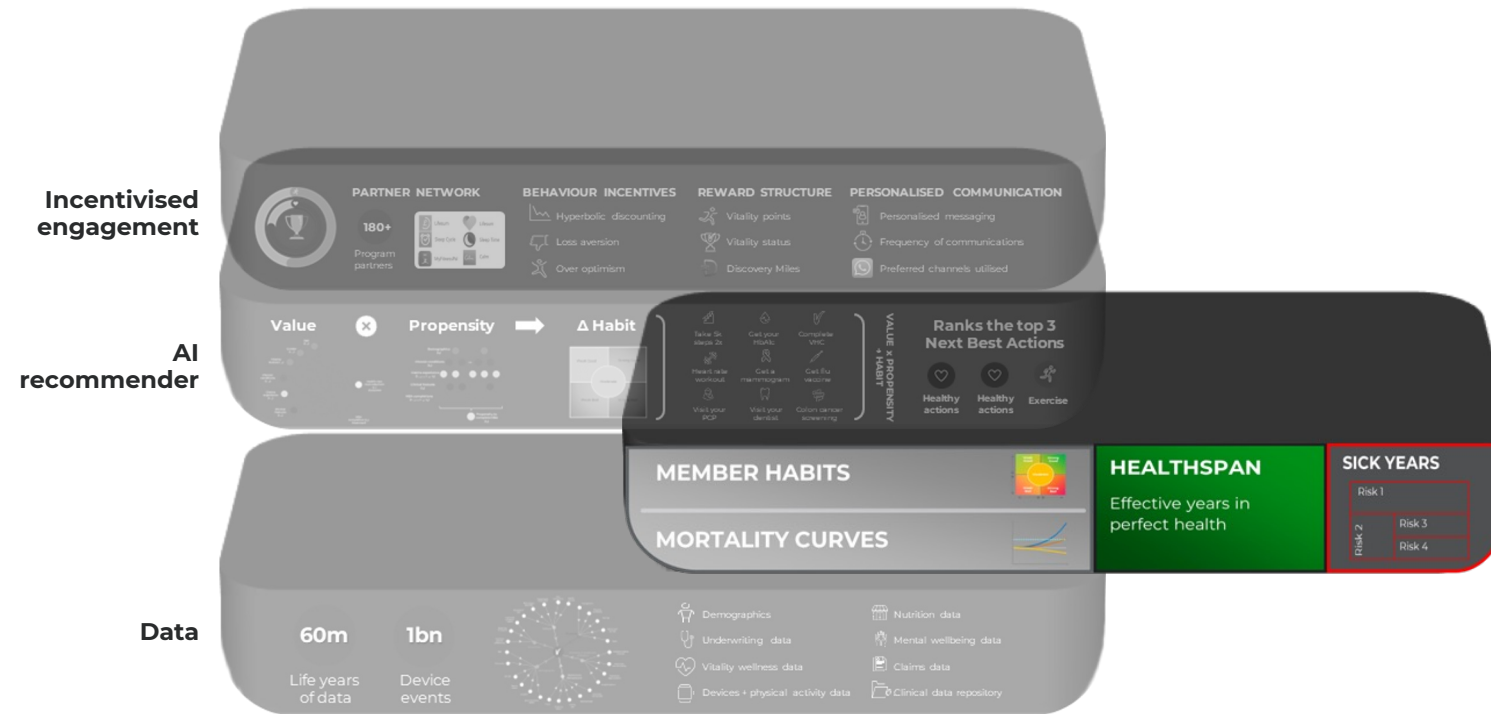 Incentivised
engagement
PARTNER NETWORK
180+
Program
partners
BEHAVIOUR INCENTIVES
Hyperbolic discounting
Loss aversion
Over optimism
REWARD STRUCTURE
Vitality points
Vitality status
Discovery Miles
PERSONALISED COMMUNICATION
Personalised messaging
Frequency of communications
Preferred channels utilised
AI
recommender
Value
Propensity
Δ Habit
Take 5k
steps 2x
Get your
HbA1c
Complete
VHC
Heart rate
workout
Get a
mammogram
Get flu
vaccine
Visit your
PCP
Visit your
dentist
Colon cancer
screening
VALUE x PROPENSITY
+ HABIT
Ranks the top 3
Next Best Actions
Healthy
actions
Healthy
actions
Exercise
MEMBER HABITS
MORTALITY CURVES
HEALTHSPAN
Effective years in
perfect health
SICK YEARS
Risk 1
Risk 2
Risk 3
Risk 4
Data
60m
Life years
of data
1bn
Device
events
Demographics
Underwriting data
Vitality wellness data
Devices + physical activity data
Nutrition data
Mental wellbeing data
Claims data
Clinical data repository